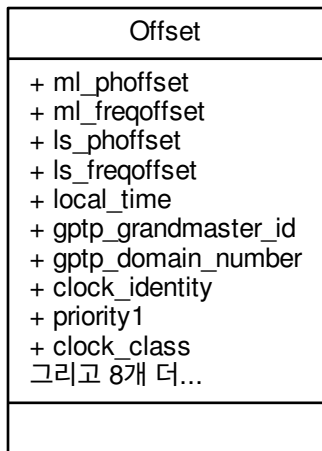 Offset
+ ml_phoffset
+ ml_freqoffset
+ ls_phoffset
+ ls_freqoffset
+ local_time
+ gptp_grandmaster_id
+ gptp_domain_number
+ clock_identity
+ priority1
+ clock_class
그리고 8개 더...